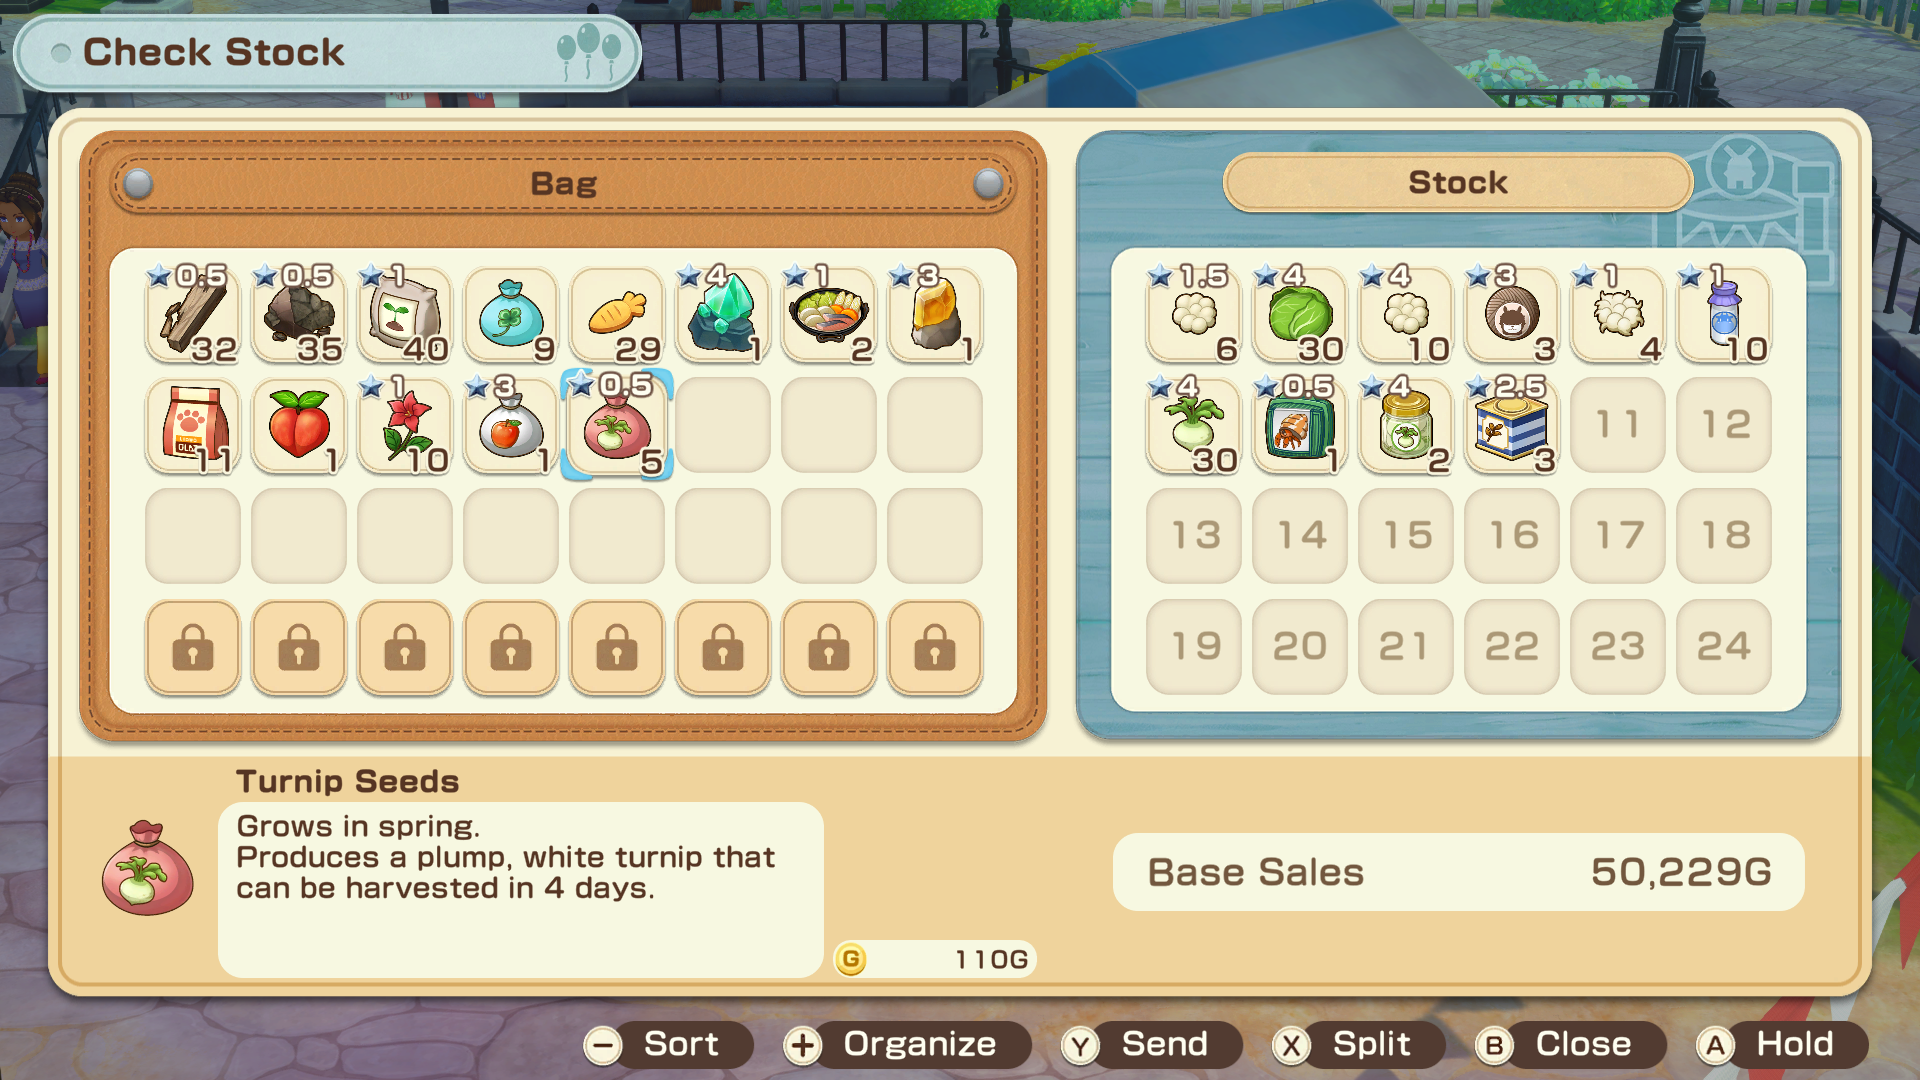 Check Stock
Bag
Stock
0.5 0.5 1 4 1 3
32 35 40 9 29 1 2 1
1 3 0.5
11 1 10 1 5
1.5 4 4 3 1 1
6 30 10 3 4 10
4 0.5 4 2.5
30 1 2 3 11 12
13 14 15 16 17 18
19 20 21 22 23 24
Turnip Seeds
Grows in spring.
Produces a plump, white turnip that
can be harvested in 4 days.
G 110G
Base Sales 50,229G
− Sort + Organize Y Send X Split B Close A Hold